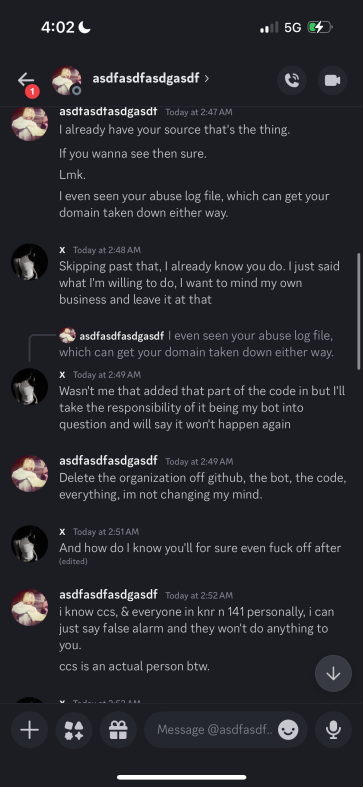 4:02
5G
1
asdfasdfasdgasdf
asdfasdfasdgasdf Today at 2:47 AM
I already have your source that's the thing.
If you wanna see then sure.
Lmk.
I even seen your abuse log file, which can get your
domain taken down either way.
X Today at 2:48 AM
Skipping past that, I already know you do. I just said
what I'm willing to do, I want to mind my own
business and leave it at that
asdfasdfasdgasdf I even seen your abuse log file,
which can get your domain taken down either way.
X Today at 2:49 AM
Wasn't me that added that part of the code in but I'll
take the responsibility of it being my bot into
question and will say it won't happen again
asdfasdfasdgasdf Today at 2:49 AM
Delete the organization off github, the bot, the code,
everything, im not changing my mind.
X Today at 2:51 AM
And how do I know you'll for sure even fuck off after
(edited)
asdfasdfasdgasdf Today at 2:52 AM
i know ccs, & everyone in knr n 141 personally, i can
just say false alarm and they won't do anything to
you.
ccs is an actual person btw.
X Today at 2:52 AM
Message @asdfasdf..